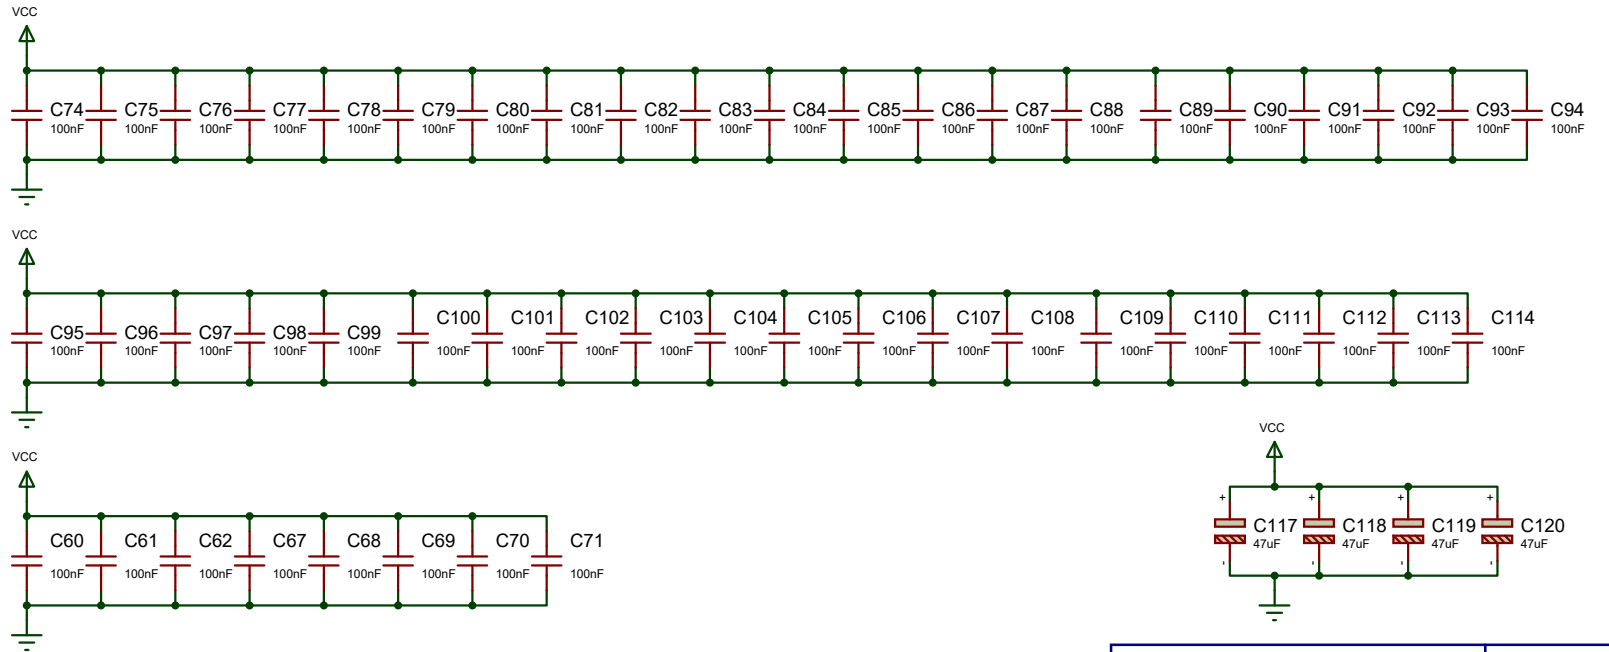 VCC
C74 C75 C76 C77 C78 C79 C80 C81 C82 C83 C84 C85 C86 C87 C88 C89 C90 C91 C92 C93 C94
100nF 100nF 100nF 100nF 100nF 100nF 100nF 100nF 100nF 100nF 100nF 100nF 100nF 100nF 100nF 100nF 100nF 100nF 100nF 100nF 100nF
VCC
C100 C101 C102 C103 C104 C105 C106 C107 C108 C109 C110 C111 C112 C113 C114
C95 C96 C97 C98 C99
100nF 100nF 100nF 100nF 100nF 100nF 100nF 100nF 100nF 100nF 100nF 100nF 100nF 100nF 100nF 100nF 100nF 100nF 100nF 100nF
VCC
C60 C61 C62 C67 C68 C69 C70 C71
100nF 100nF 100nF 100nF 100nF 100nF 100nF 100nF
VCC
+ + + +
C117 C118 C119 C120
47uF 47uF 47uF 47uF
- - - -